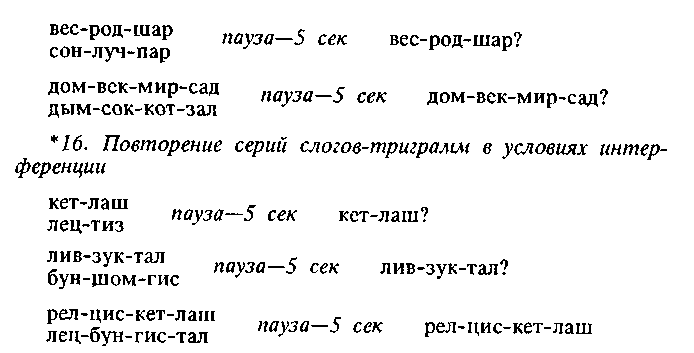 вес-род-шар
сон-луч-пар
пауза—5 сек
вес-род-шар?
дом-век-мир-сад
дым-сок-кот-зал
пауза—5 сек
дом-век-мир-сад?
*16. Повторение серий слогов-триграмм в условиях интер-
ференции
кет-лаш
лец-тиз
пауза—5 сек
кет-лаш?
лив-зук-тал
бун-шом-гис
пауза—5 сек
лив-зук-тал?
рел-цис-кет-лаш
лец-бун-гис-тал
пауза—5 сек
рел-цис-кет-лаш